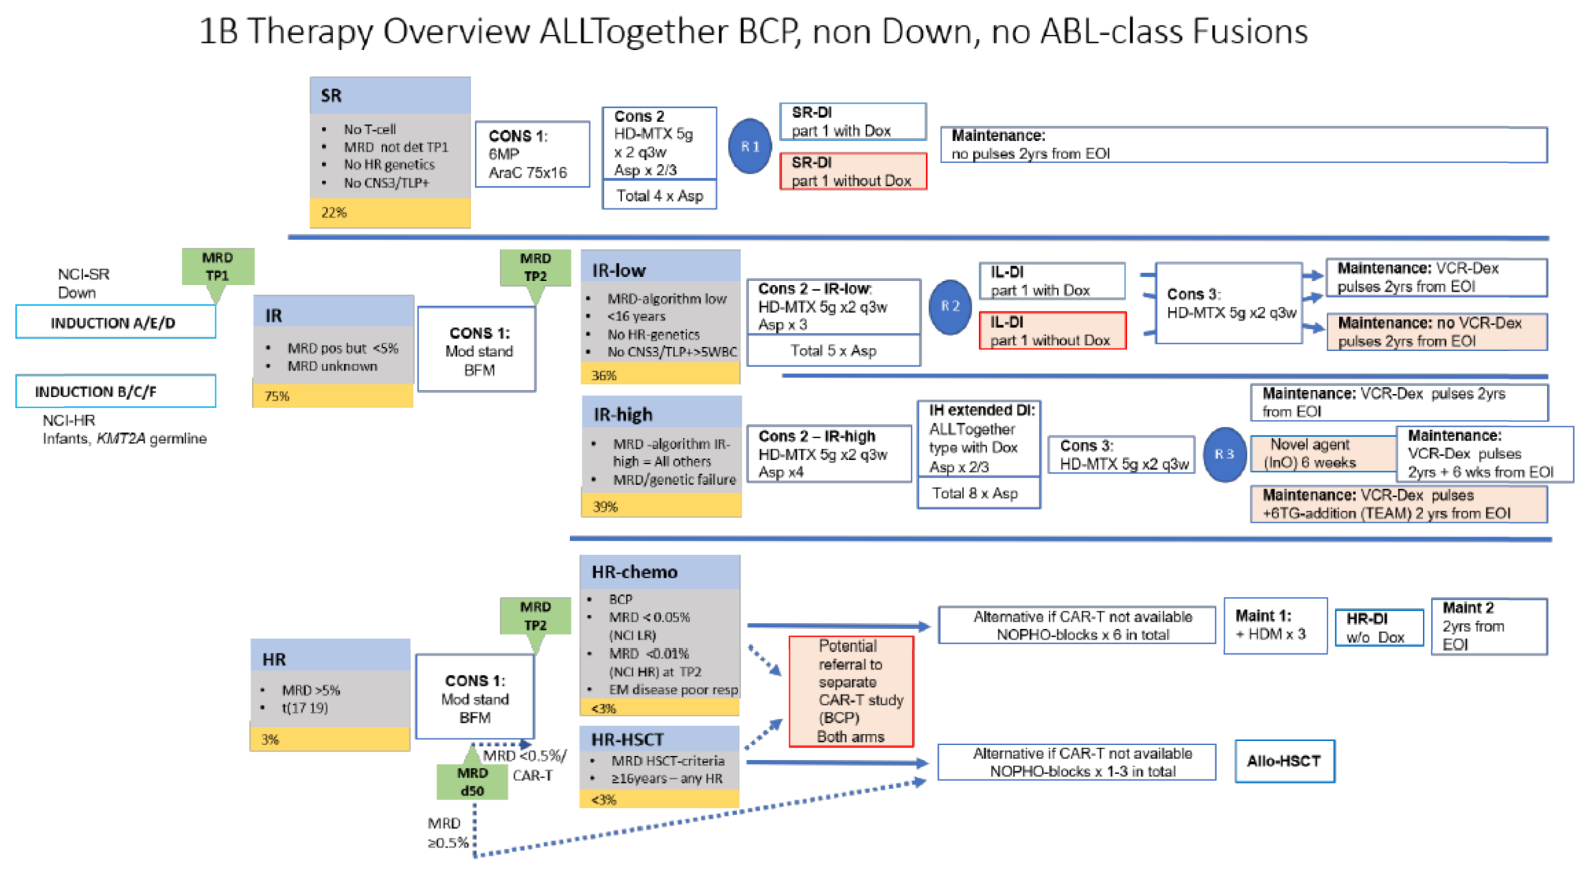 1B Therapy Overview ALLTogether BCP, non Down, no ABL-class Fusions
SR
• No T-cell
• MRD not det TP1
• No HR genetics
• No CNS3/TLP+
22%
CONS 1:
6MP
AraC 75x16
Cons 2
HD-MTX 5g
x 2 q3w
Asp x 2/3
Total 4 x Asp
R 1
SR-DI
part 1 with Dox
SR-DI
part 1 without Dox
Maintenance:
no pulses 2yrs from EOI
NCI-SR
Down
INDUCTION A/E/D
INDUCTION B/C/F
NCI-HR
Infants, KMT2A germline
MRD
TP1
IR
• MRD pos but <5%
• MRD unknown
75%
CONS 1:
Mod stand
BFM
MRD
TP2
IR-low
• MRD-algorithm low
• <16 years
• No HR-genetics
• No CNS3/TLP+>5WBC
36%
Cons 2 – IR-low:
HD-MTX 5g x2 q3w
Asp x 3
Total 5 x Asp
R 2
IL-DI
part 1 with Dox
IL-DI
part 1 without Dox
Cons 3:
HD-MTX 5g x2 q3w
Maintenance: VCR-Dex
pulses 2yrs from EOI
Maintenance: no VCR-Dex
pulses 2yrs from EOI
IR-high
• MRD -algorithm IR-
high = All others
• MRD/genetic failure
39%
Cons 2 – IR-high
HD-MTX 5g x2 q3w
Asp x4
IH extended DI:
ALLTogether
type with Dox
Asp x 2/3
Total 8 x Asp
Cons 3:
HD-MTX 5g x2 q3w
R 3
Maintenance: VCR-Dex pulses 2yrs
from EOI
Novel agent
(InO) 6 weeks
Maintenance:
VCR-Dex pulses
2yrs + 6 wks from EOI
Maintenance: VCR-Dex pulses
+6TG-addition (TEAM) 2 yrs from EOI
HR
• MRD >5%
• t(17 19)
3%
CONS 1:
Mod stand
BFM
MRD
TP2
MRD
d50
MRD <0.5%/
CAR-T
MRD
≥0.5%
HR-chemo
• BCP
• MRD < 0.05%
(NCI LR)
• MRD <0.01%
(NCI HR) at TP2
• EM disease poor resp
<3%
HR-HSCT
• MRD HSCT-criteria
• ≥16years – any HR
<3%
Potential
referral to
separate
CAR-T study
(BCP)
Both arms
Alternative if CAR-T not available
NOPHO-blocks x 6 in total
Maint 1:
+ HDM x 3
HR-DI
w/o Dox
Maint 2
2yrs from
EOI
Alternative if CAR-T not available
NOPHO-blocks x 1-3 in total
Allo-HSCT